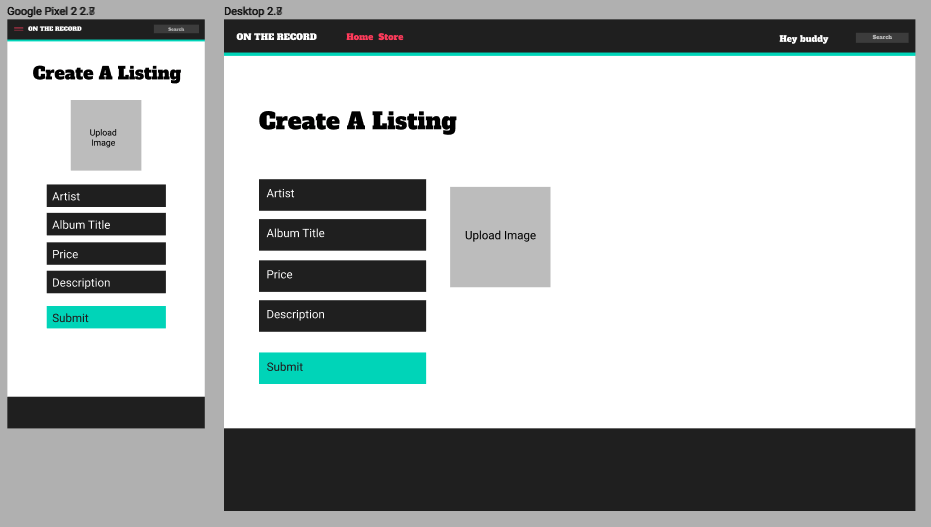 Google Pixel 2 2.8
ON THE RECORD
Search
Create A Listing
Upload
Image
Artist
Album Title
Price
Description
Submit
Desktop 2.8
ON THE RECORD
Home Store
Hey buddy
Search
Create A Listing
Artist
Album Title
Price
Description
Submit
Upload Image